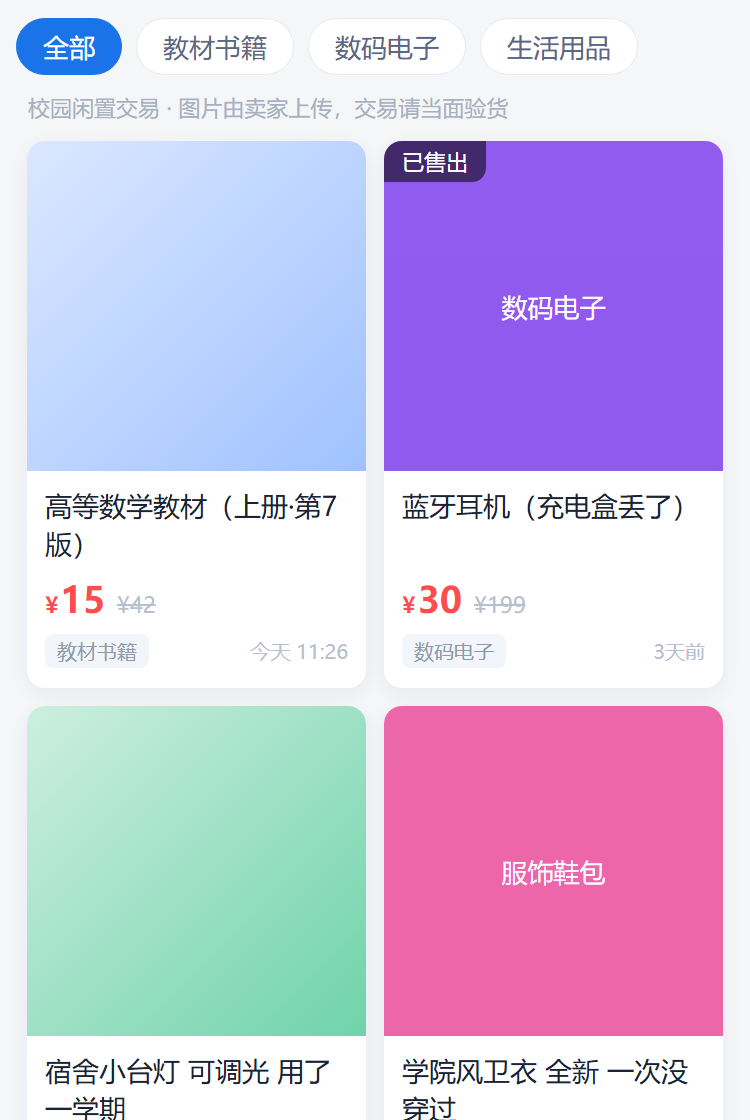 全部 教材书籍 数码电子 生活用品
校园闲置交易 · 图片由卖家上传，交易请当面验货
已售出
数码电子
高等数学教材（上册·第7
版）
¥15 ¥42
教材书籍 今天 11:26
蓝牙耳机（充电盒丢了）
¥30 ¥199
数码电子 3天前
服饰鞋包
宿舍小台灯 可调光 用了
一学期
学院风卫衣 全新 一次没
穿过